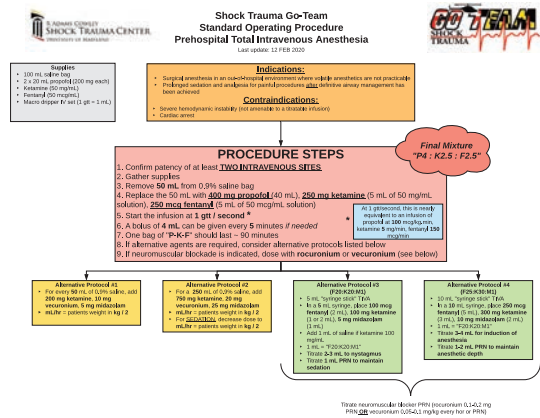 R ADAMS COWLEY
SHOCK TRAUMA CENTER
UNIVERSITY OF MARYLAND
Shock Trauma Go-Team
Standard Operating Procedure
Prehospital Total Intravenous Anesthesia
Last update: 12 FEB 2020
GO TEAM
SHOCK
TRAUMA
Supplies
• 100 mL saline bag
• 2 x 20 mL propofol (200 mg each)
• Ketamine (50 mg/mL)
• Fentanyl (50 mcg/mL)
• Macro dripper IV set (1 gtt = 1 mL)
Indications:
• Surgical anesthesia in an out-of-hospital environment where volatile anesthetics are not practicable
• Prolonged sedation and analgesia for painful procedures after definitive airway management has
been achieved
Contraindications:
• Severe hemodynamic instability (not amenable to a titratable infusion)
• Cardiac arrest
Final Mixture
"P4 : K2.5 : F2.5"
PROCEDURE STEPS
1. Confirm patency of at least TWO INTRAVENOUS SITES
2. Gather supplies
3. Remove 50 mL from 0,9% saline bag
4. Replace the 50 mL with 400 mg propofol (40 mL), 250 mg ketamine (5 mL of 50 mg/mL
solution), 250 mcg fentanyl (5 mL of 50 mcg/mL solution)
5. Start the infusion at 1 gtt / second *
6. A bolus of 4 mL can be given every 5 minutes if needed
7. One bag of "P-K-F" should last ~ 90 minutes
8. If alternative agents are required, consider alternative protocols listed below
9. If neuromuscular blockade is indicated, dose with rocuronium or vecuronium (see below)
*
At 1 gtt/second, this is nearly
equivalent to an infusion of
propofol at 100 mcg/kg/min,
ketamine 5 mg/min, fentanyl 150
mcg/min
Alternative Protocol #1
• For every 50 mL of 0,9% saline, add
200 mg ketamine, 10 mg
vecuronium, 5 mg midazolam
• mL/hr = patients weight in kg / 2
Alternative Protocol #2
• For a 250 mL of 0,9% saline, add
750 mg ketamine, 20 mg
vecuronium, 25 mg midazolam
• mL/hr = patients weight in kg / 2
• For SEDATION, decrease dose to
mL/hr = patients weight in kg / 2
Alternative Protocol #3
(F20:K20:M1)
• 5 mL "syringe stick" TIVA
• In a 5 mL syringe, place 100 mcg
fentanyl (2 mL), 100 mg ketamine
(1 or 2 mL), 5 mg midazolam
(1 mL)
• Add 1 mL of saline if ketamine 100
mg/mL
• 1 mL = "F20:K20:M1"
• Titrate 2-3 mL to nystagmus
• Titrate 1 mL PRN to maintain
sedation
Alternative Protocol #4
(F25:K30:M1)
• 10 mL "syringe stick" TIVA
• In a 10 mL syringe, place 250 mcg
fentanyl (5 mL), 300 mg ketamine
(3 mL), 10 mg midazolam (2 mL)
• 1 mL = "F20:K20:M1"
• Titrate 3-4 mL for induction of
anesthesia
• Titrate 1-2 mL PRN to maintain
anesthetic depth
Titrate neuromuscular blocker PRN (rocuronium 0.1-0.2 mg
PRN OR vecuronium 0.05-0.1 mg/kg every hr or PRN)